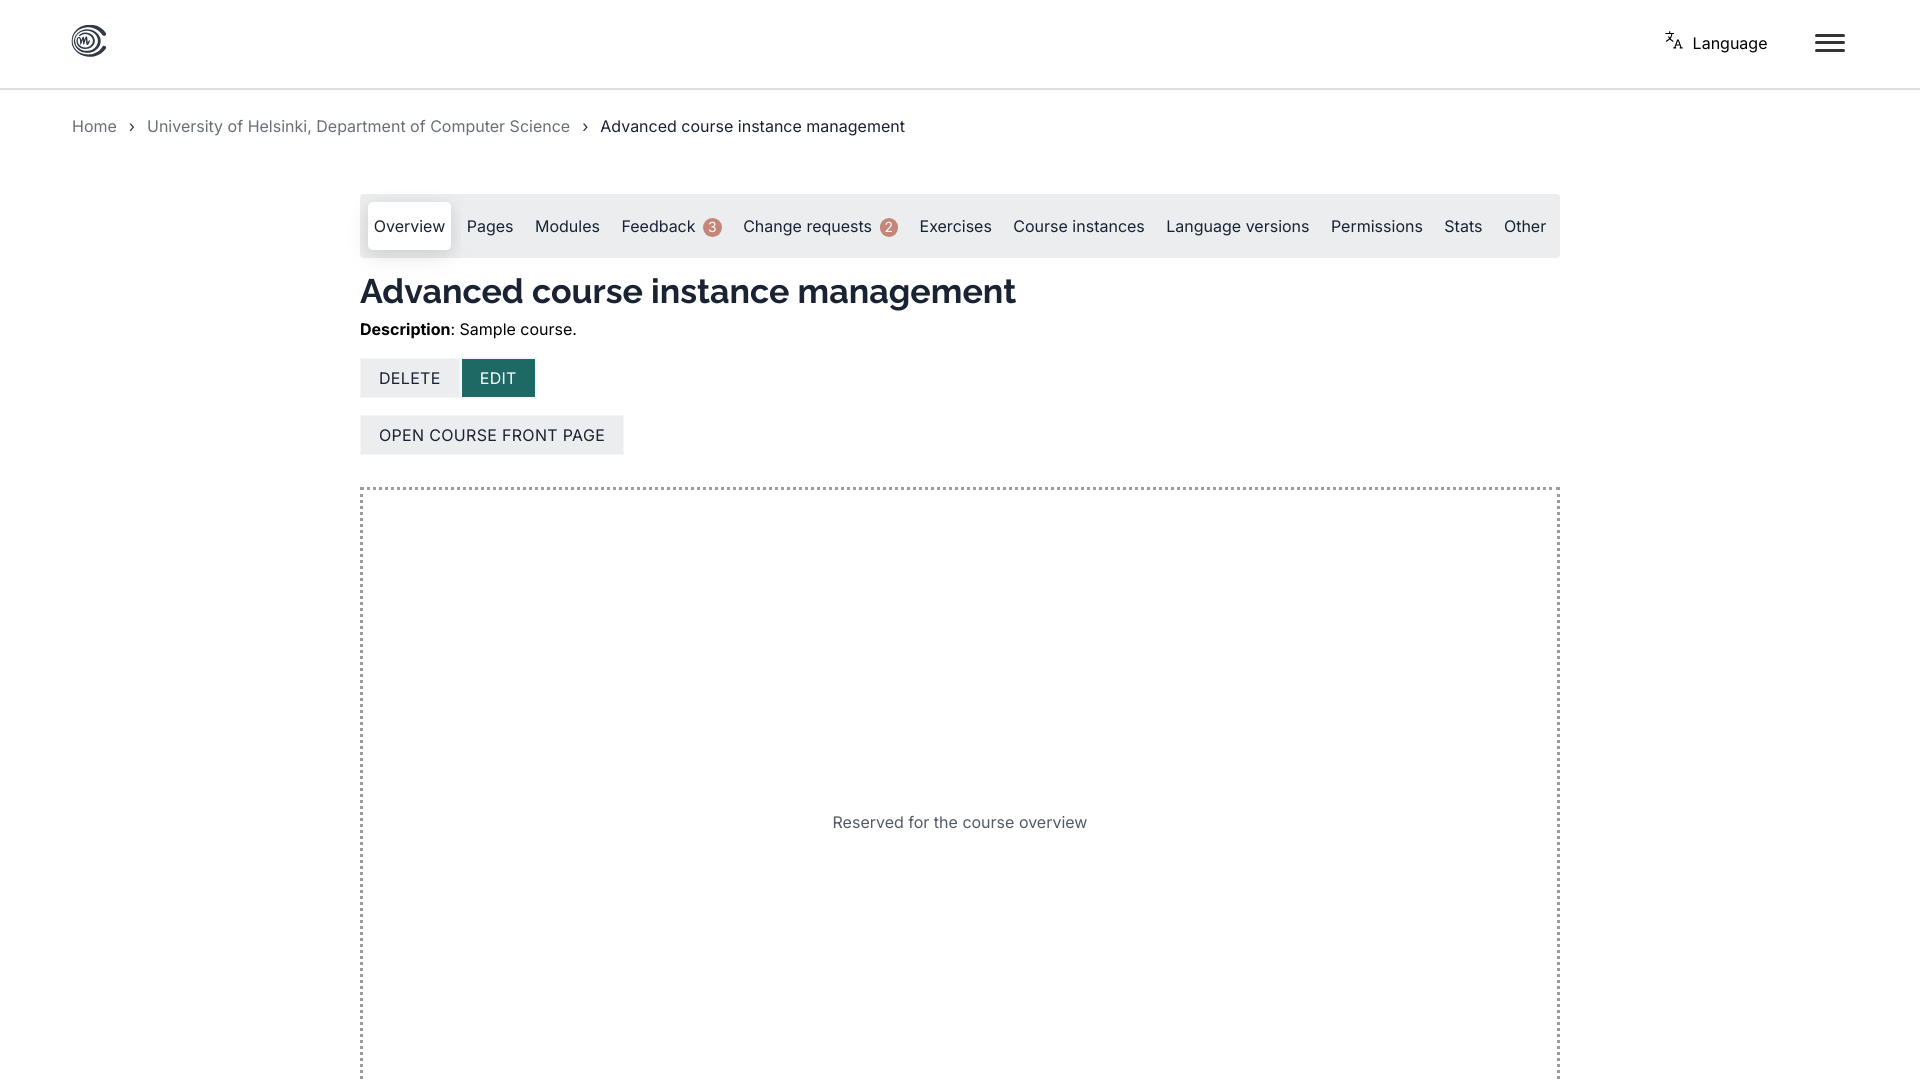 Language
Home › University of Helsinki, Department of Computer Science › Advanced course instance management
Overview Pages Modules Feedback 3 Change requests 2 Exercises Course instances Language versions Permissions Stats Other
Advanced course instance management
Description: Sample course.
DELETE EDIT
OPEN COURSE FRONT PAGE
Reserved for the course overview